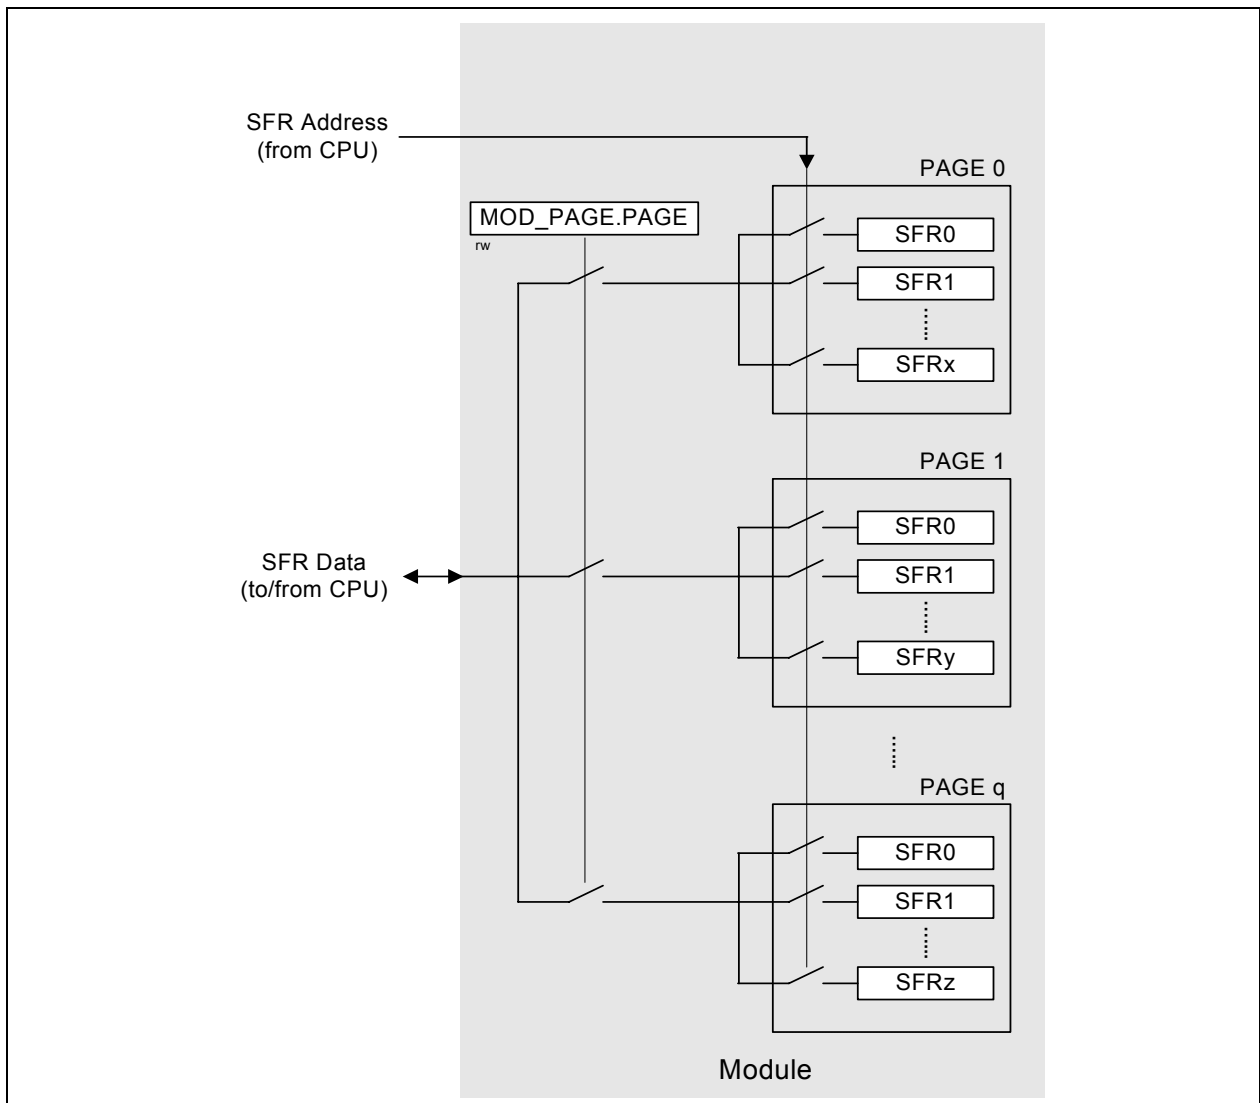 SFR Address
(from CPU)
PAGE 0
MOD_PAGE.PAGE
rw
SFR0
SFR1
SFRx
PAGE 1
SFR0
SFR1
SFRy
SFR Data
(to/from CPU)
PAGE q
SFR0
SFR1
SFRz
Module